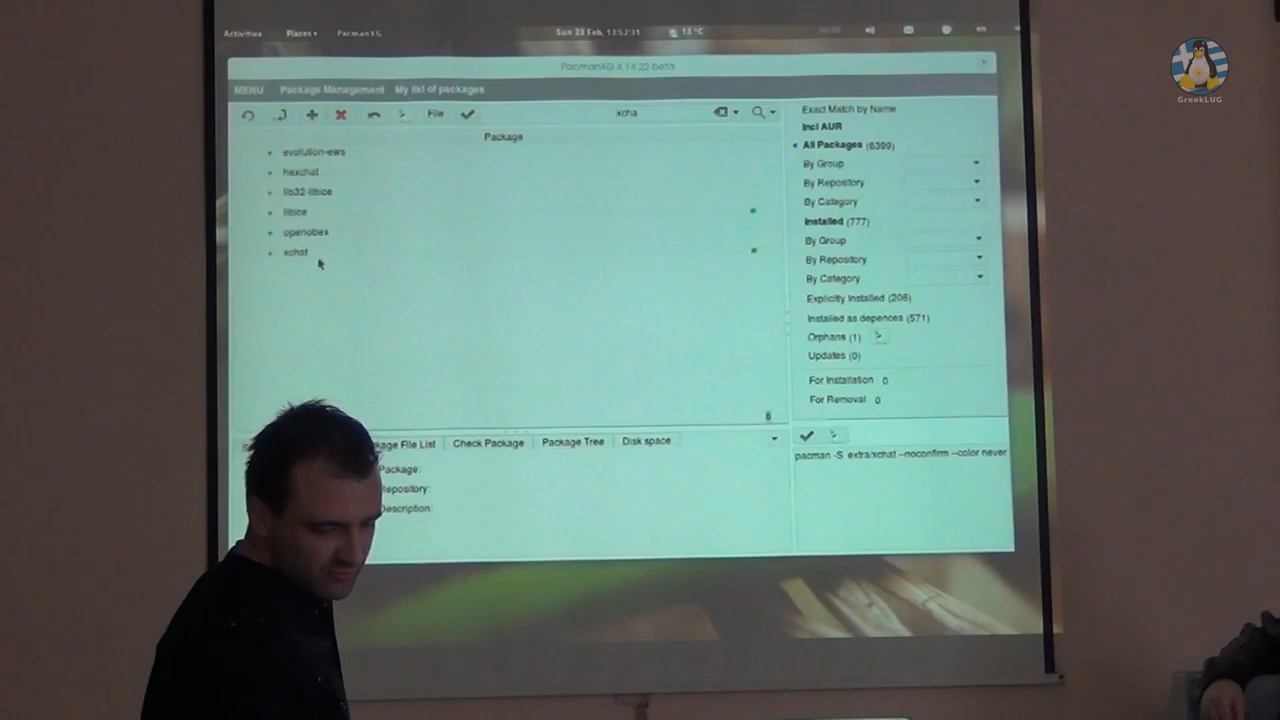 Activities Places PacmanXG Sun 23 Feb, 13:52:31 13 °C en
PacmanXG 4.14.22 beta
MENU Package Management My list of packages
File xcha
Package
evolution-ews
hexchat
lib32-libice
libice
openobex
xchat
6
Exact Match by Name
Incl AUR
All Packages (6399)
By Group
By Repository
By Category
Installed (777)
By Group
By Repository
By Category
Explicitly Installed (206)
Installed as depences (571)
Orphans (1)
Updates (0)
For Installation 0
For Removal 0
kage File List Check Package Package Tree Disk space
Package:
Repository:
Description:
pacman -S extra/xchat --noconfirm --color never
GreekLUG